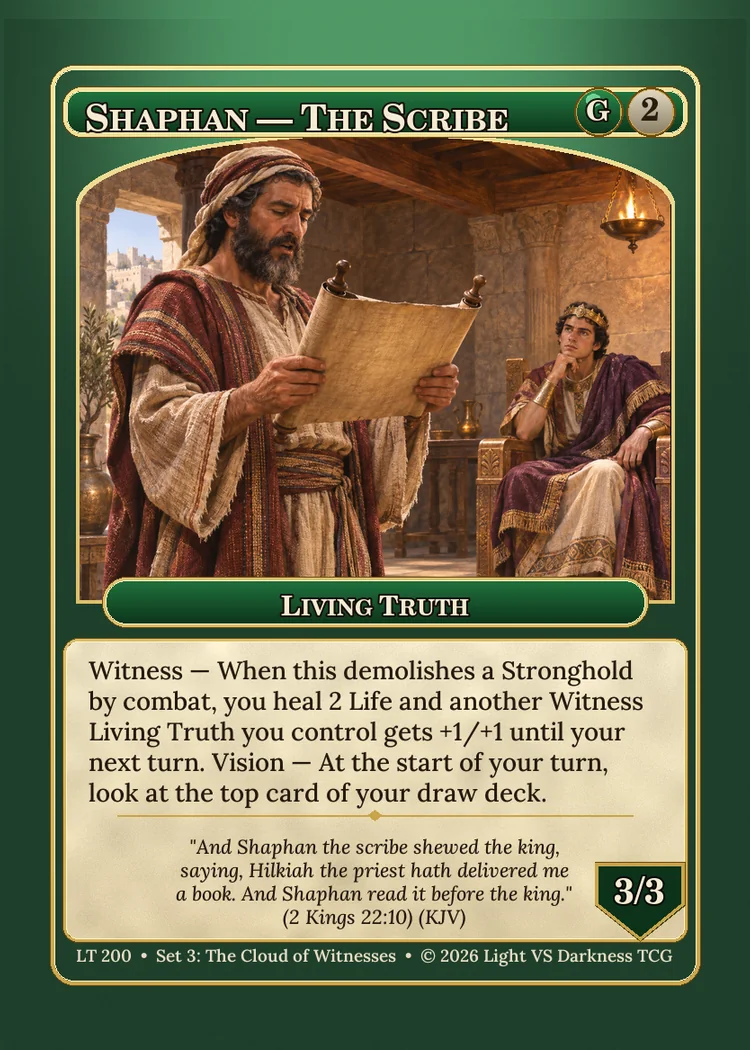 Shaphan — The Scribe G 2
Living Truth
Witness — When this demolishes a Stronghold
by combat, you heal 2 Life and another Witness
Living Truth you control gets +1/+1 until your
next turn. Vision — At the start of your turn,
look at the top card of your draw deck.
"And Shaphan the scribe shewed the king,
saying, Hilkiah the priest hath delivered me
a book. And Shaphan read it before the king."
(2 Kings 22:10) (KJV)
3/3
LT 200 • Set 3: The Cloud of Witnesses • © 2026 Light VS Darkness TCG